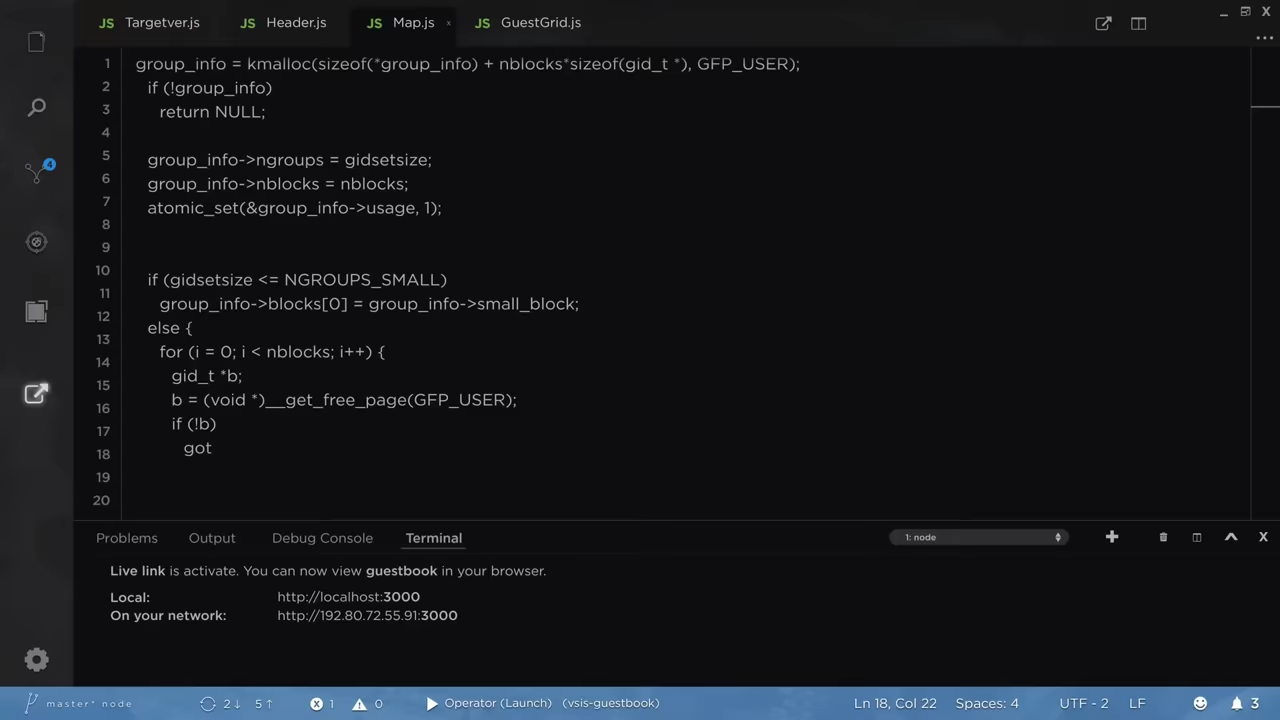 JS Targetver.js JS Header.js JS Map.js × JS GuestGrid.js
1 group_info = kmalloc(sizeof(*group_info) + nblocks*sizeof(gid_t *), GFP_USER);
2 if (!group_info)
3 return NULL;
4
5 group_info->ngroups = gidsetsize;
6 group_info->nblocks = nblocks;
7 atomic_set(&group_info->usage, 1);
8
9
10 if (gidsetsize <= NGROUPS_SMALL)
11 group_info->blocks[0] = group_info->small_block;
12 else {
13 for (i = 0; i < nblocks; i++) {
14 gid_t *b;
15 b = (void *)__get_free_page(GFP_USER);
16 if (!b)
17 got
18
19
20
4
Problems Output Debug Console Terminal 1: node
Live link is activate. You can now view guestbook in your browser.
Local: http://localhost:3000
On your network: http://192.80.72.55.91:3000
master* node 2↓ 5↑ 1 0 Operator (Launch) (vsis-guestbook) Ln 18, Col 22 Spaces: 4 UTF - 2 LF 3